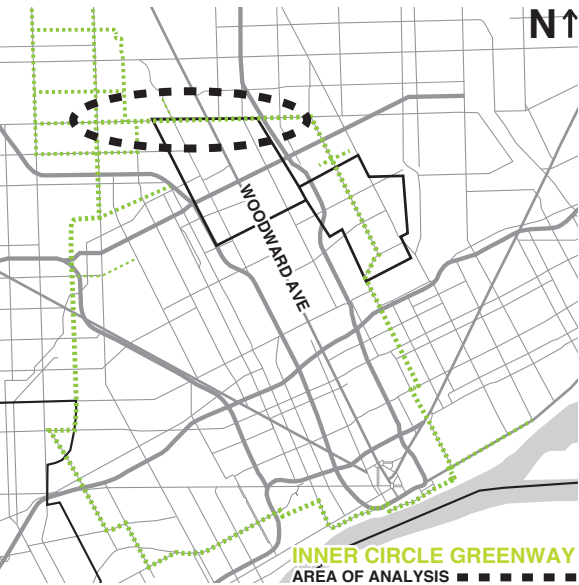 N↑
WOODWARD AVE
INNER CIRCLE GREENWAY
AREA OF ANALYSIS